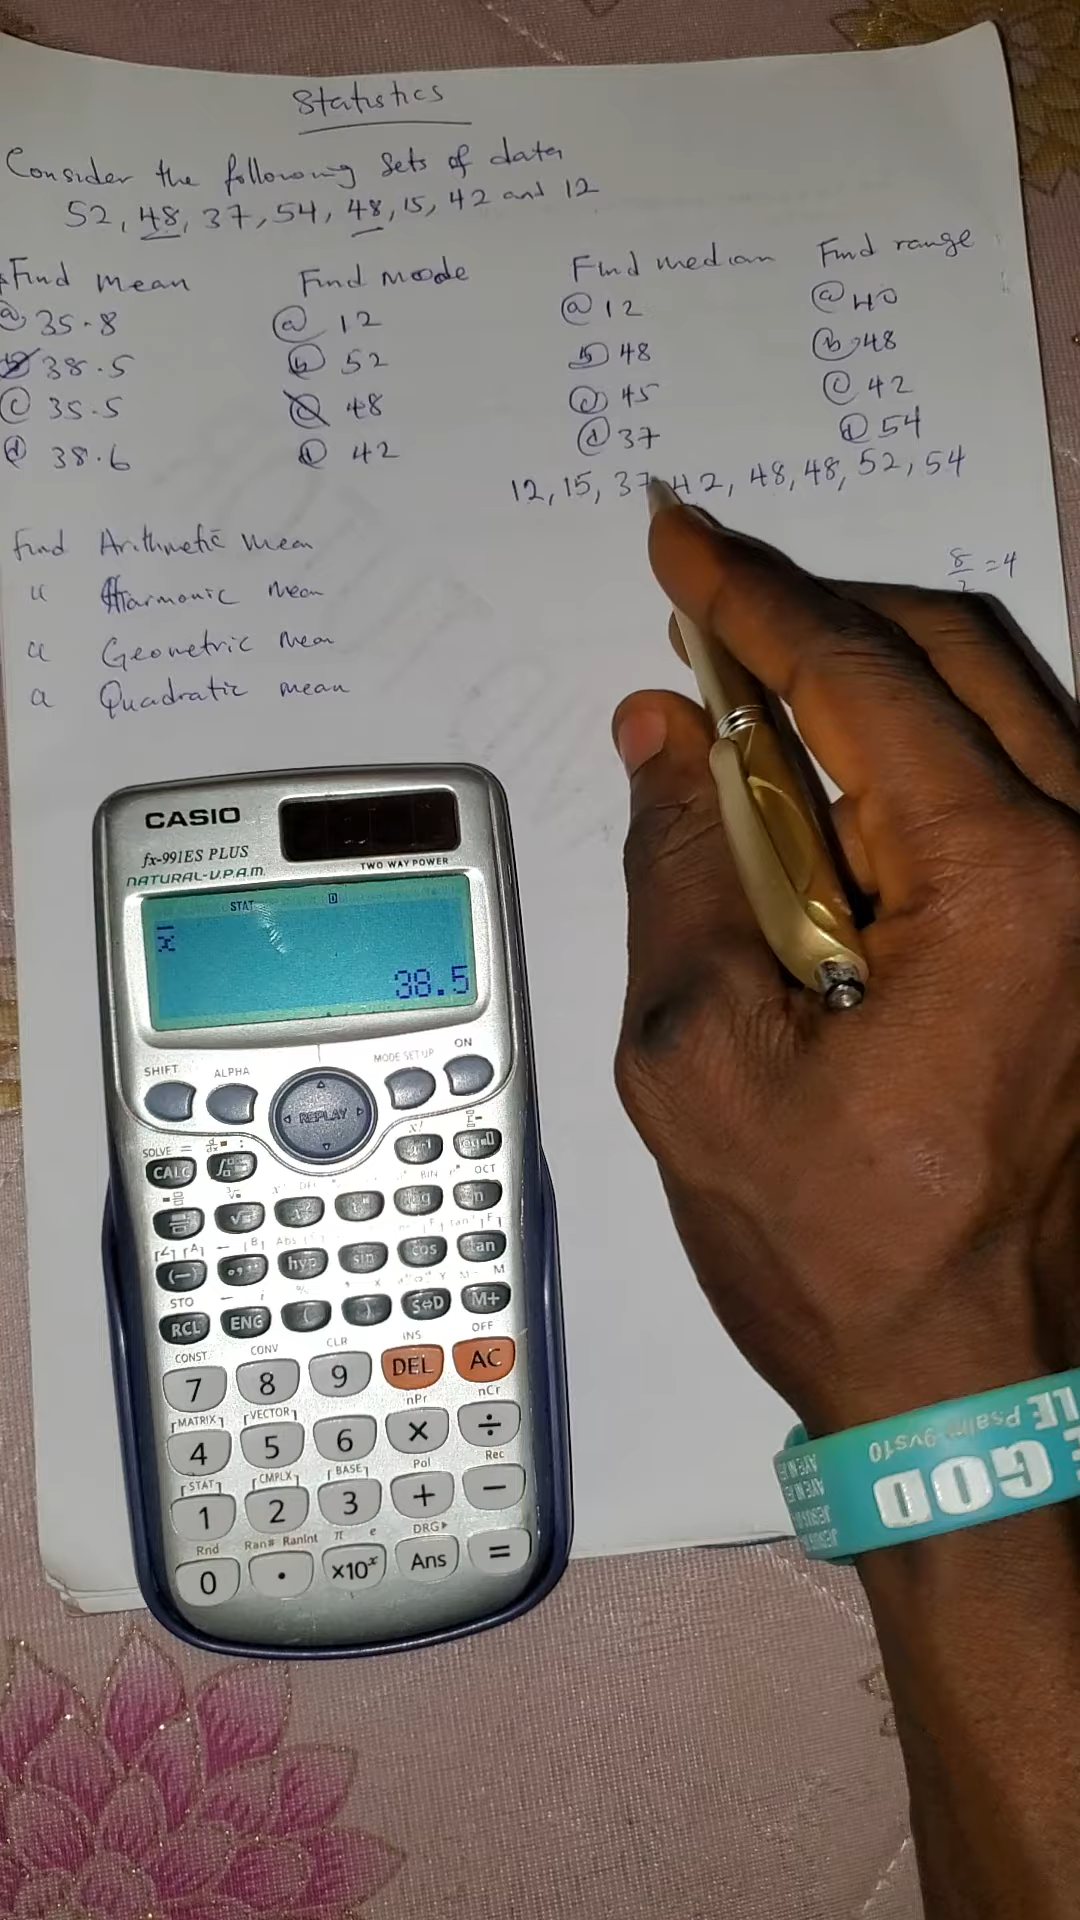 Statistics
Consider the following sets of data
52, 48, 37, 54, 48, 15, 42 and 12
Find mean
(a) 35.8
(b) 38.5
(c) 35.5
(d) 38.6
Find mode
(a) 12
(b) 52
(c) 48
(d) 42
Find median
(a) 12
(b) 48
(c) 45
(d) 37
Find range
(a) 40
(b) 48
(c) 42
(d) 54
12, 15, 37, 42, 48, 48, 52, 54
8/2 = 4
find Arithmetic mean
" Harmonic mean
" Geometric mean
" Quadratic mean
CASIO
fx-991ES PLUS
NATURAL-V.P.A.M.
TWO WAY POWER
STAT D
x̄
38.5
SHIFT ALPHA MODE SETUP ON
REPLAY
SOLVE =
CALC
hyp sin cos tan
STO
RCL ENG ( ) S⇔D M+
CONST CONV CLR INS OFF
7 8 9 DEL AC
MATRIX VECTOR nPr nCr
4 5 6 × ÷
STAT CMPLX BASE Pol Rec
1 2 3 + −
Rnd Ran# RanInt π e DRG▶
0 . ×10ˣ Ans =
GOD
Psalm 9vs10